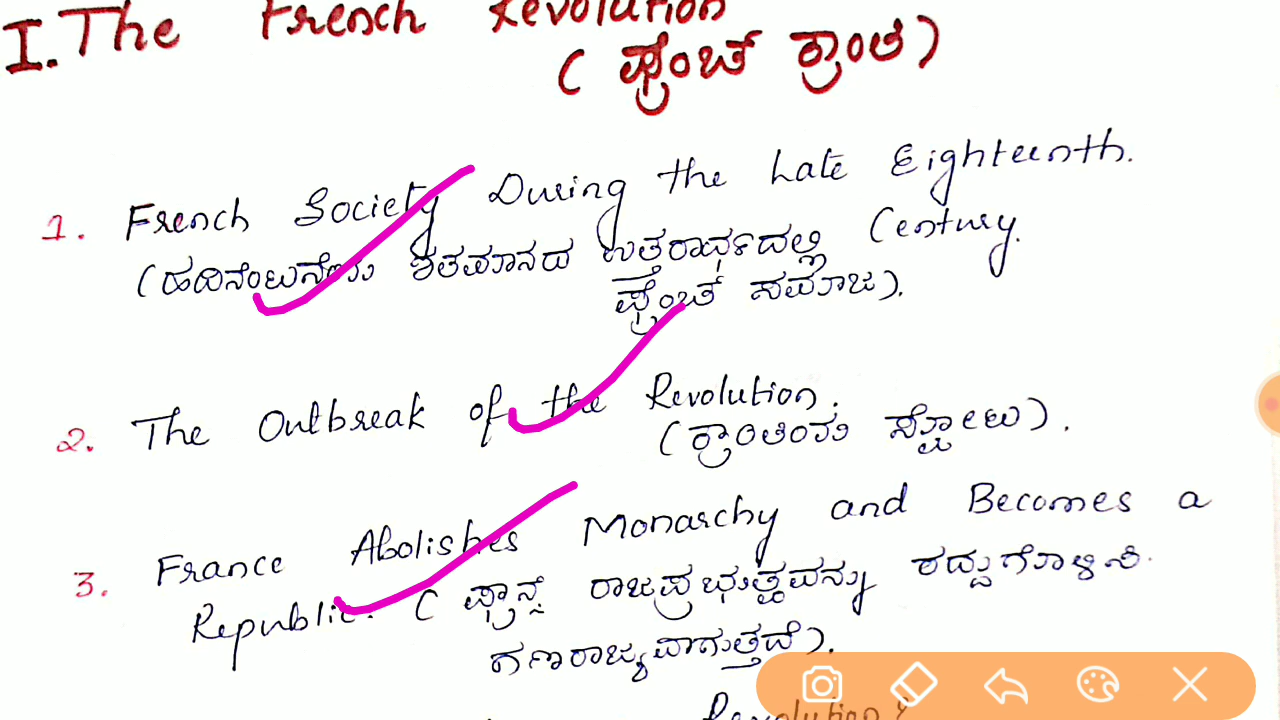 I. The French Revolution
( ಫ್ರೆಂಚ್ ಕ್ರಾಂತಿ )
1. French Society During the Late Eighteenth.
Century.
(ಹದಿನೆಂಟುನೆಯ ಶತಮಾನದ ಉತ್ತರಾರ್ಧದಲ್ಲಿ
ಫ್ರೆಂಚ್ ಸಮಾಜ).
2. The Outbreak of the Revolution.
(ಕ್ರಾಂತಿಯ ಸ್ಫೋಟ).
3. France Abolishes Monarchy and Becomes a
Republic. ( ಫ್ರಾನ್ಸ್ ರಾಜಪ್ರಭುತ್ವವನ್ನು ರದ್ದುಗೊಳಿಸಿ
ಗಣರಾಜ್ಯವಾಗುತ್ತದೆ).
Revolution